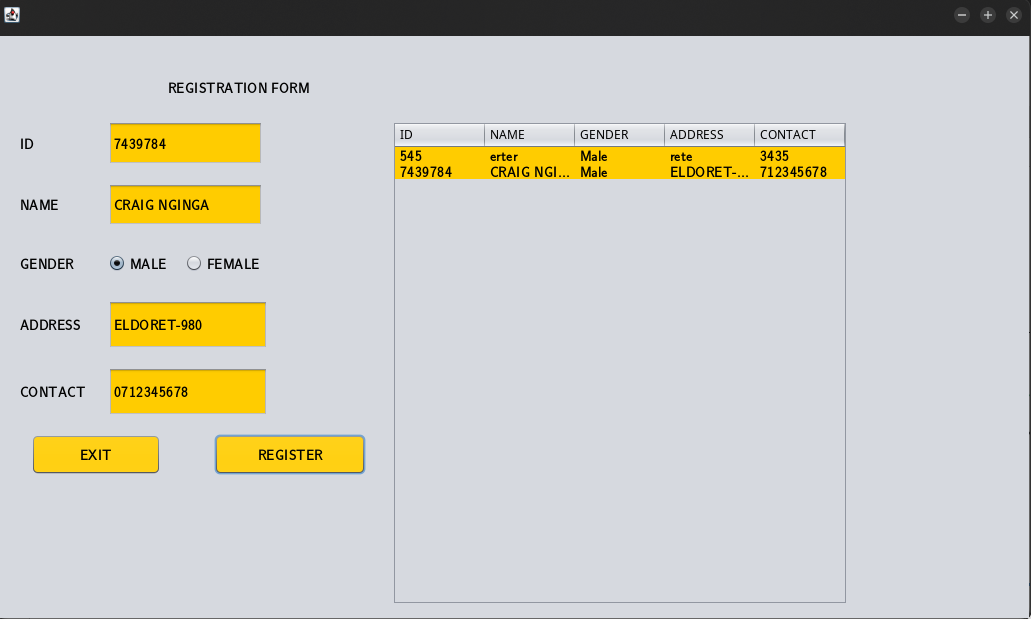 REGISTRATION FORM
ID 7439784
NAME CRAIG NGINGA
GENDER MALE FEMALE
ADDRESS ELDORET-980
CONTACT 0712345678
EXIT REGISTER
ID NAME GENDER ADDRESS CONTACT
545 erter Male rete 3435
7439784 CRAIG NGI... Male ELDORET-... 712345678